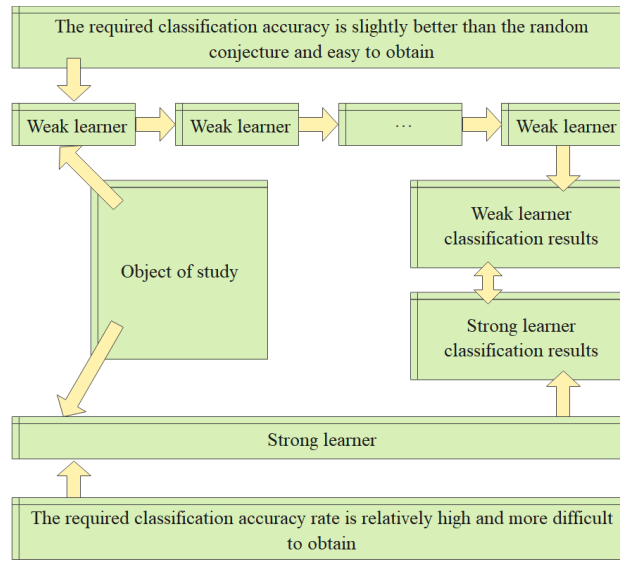 The required classification accuracy is slightly better than the random
conjecture and easy to obtain
Weak learner
Weak learner
...
Weak learner
Object of study
Weak learner
classification results
Strong learner
classification results
Strong learner
The required classification accuracy rate is relatively high and more difficult
to obtain